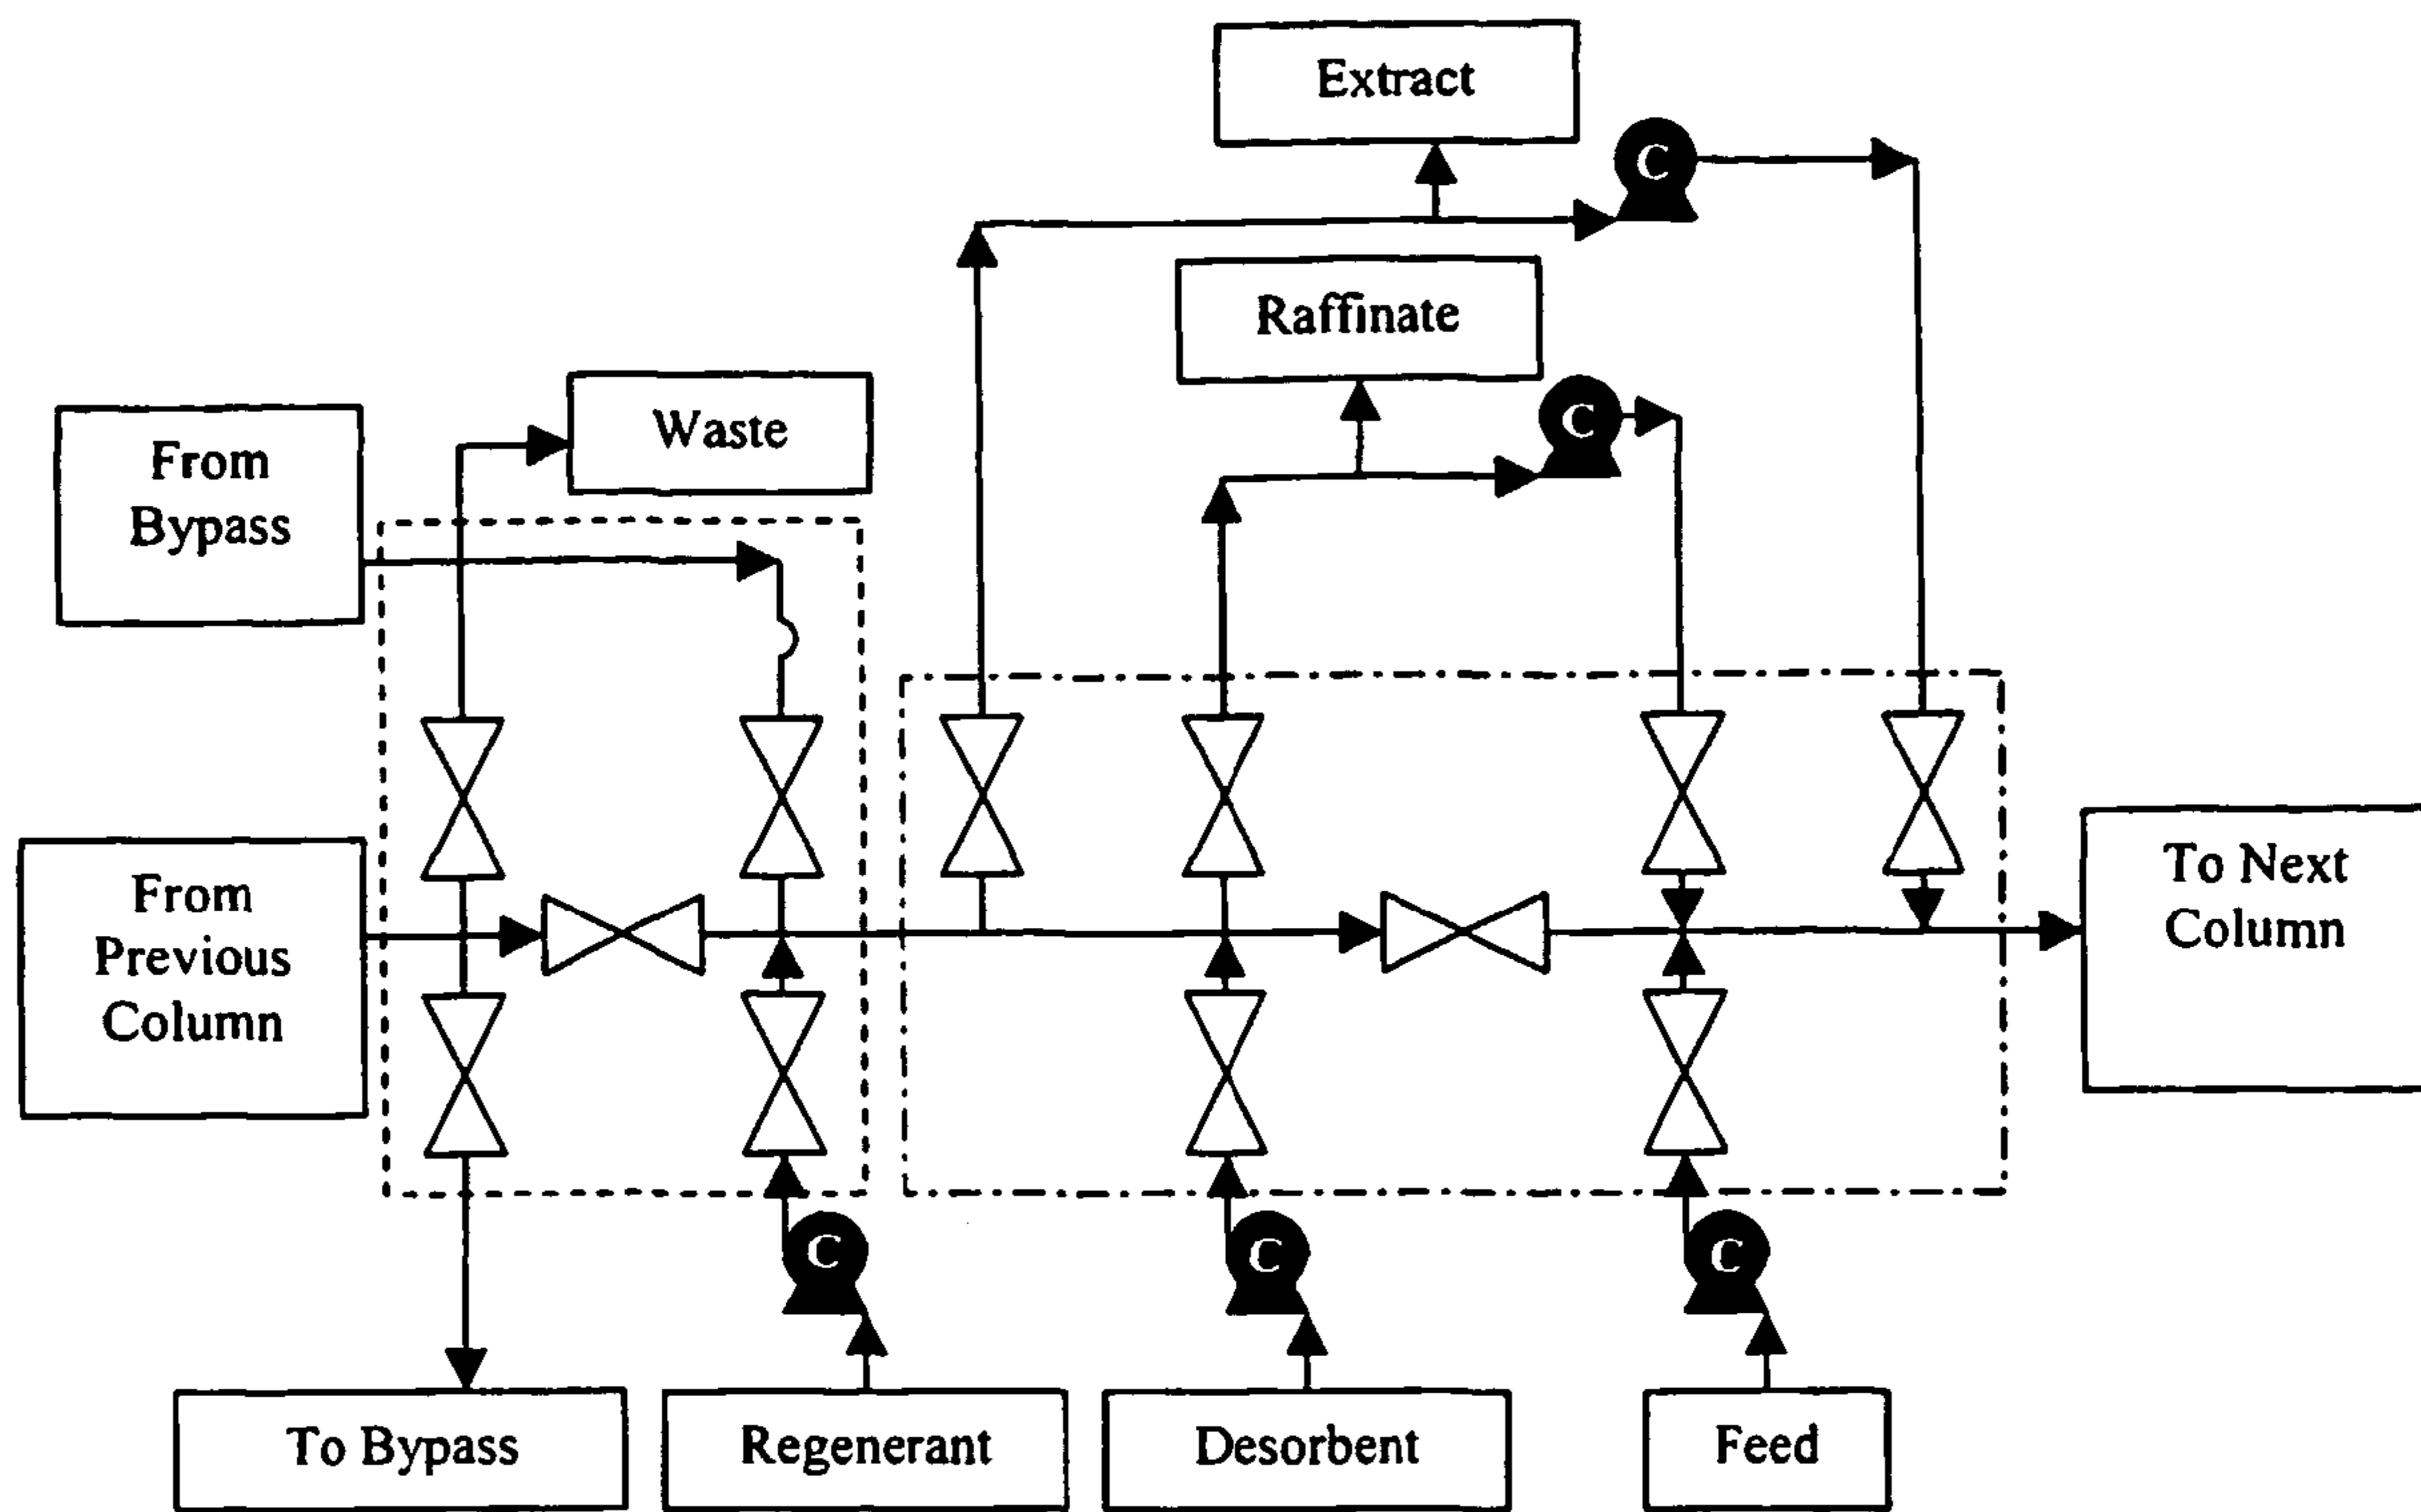 Extract
C
Raffinate
C
Waste
From
Bypass
From
Previous
Column
To Next
Column
C
C
C
To Bypass
Regenerant
Desorbent
Feed